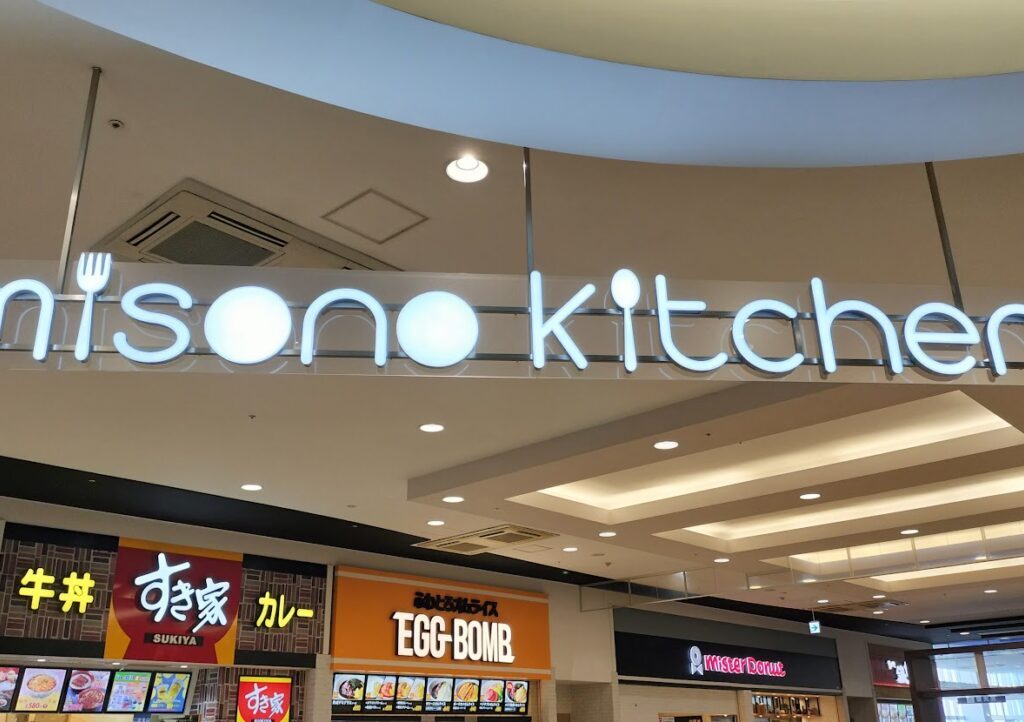 misono kitchen
牛丼
すき家
SUKIYA
カレー
ふわとろオムライス
EGG BOMB
mister Donut
すき家